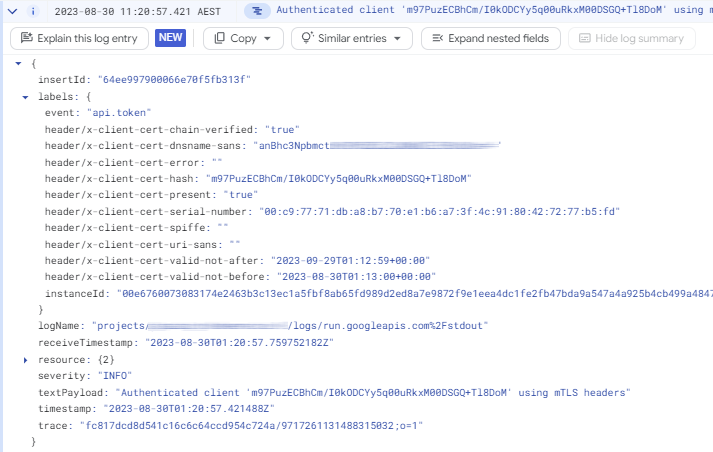 2023-08-30 11:20:57.421 AEST Authenticated client 'm97PuzECBhCm/I0kODCYy5q00uRkxM00DSGQ+Tl8DoM' using m
Explain this log entry NEW Copy Similar entries Expand nested fields Hide log summary
{
insertId: "64ee997900066e70f5fb313f"
labels: {
event: "api.token"
header/x-client-cert-chain-verified: "true"
header/x-client-cert-dnsname-sans: "anBhc3Npbmct
header/x-client-cert-error: ""
header/x-client-cert-hash: "m97PuzECBhCm/I0kODCYy5q00uRkxM00DSGQ+Tl8DoM"
header/x-client-cert-present: "true"
header/x-client-cert-serial-number: "00:c9:77:71:db:a8:b7:70:e1:b6:a7:3f:4c:91:80:42:72:77:b5:fd"
header/x-client-cert-spiffe: ""
header/x-client-cert-uri-sans: ""
header/x-client-cert-valid-not-after: "2023-09-29T01:12:59+00:00"
header/x-client-cert-valid-not-before: "2023-08-30T01:13:00+00:00"
instanceId: "00e6760073083174e2463b3c13ec1a5fbf8ab65fd989d2ed8a7e9872f9e1eea4dc1fe2fb47bda9a547a4a925b4cb499a4847
}
logName: "projects/ /logs/run.googleapis.com%2Fstdout"
receiveTimestamp: "2023-08-30T01:20:57.759752182Z"
resource: {2}
severity: "INFO"
textPayload: "Authenticated client 'm97PuzECBhCm/I0kODCYy5q00uRkxM00DSGQ+Tl8DoM' using mTLS headers"
timestamp: "2023-08-30T01:20:57.421488Z"
trace: "fc817dcd8d541c16c6c64ccd954c724a/9717261131488315032;o=1"
}